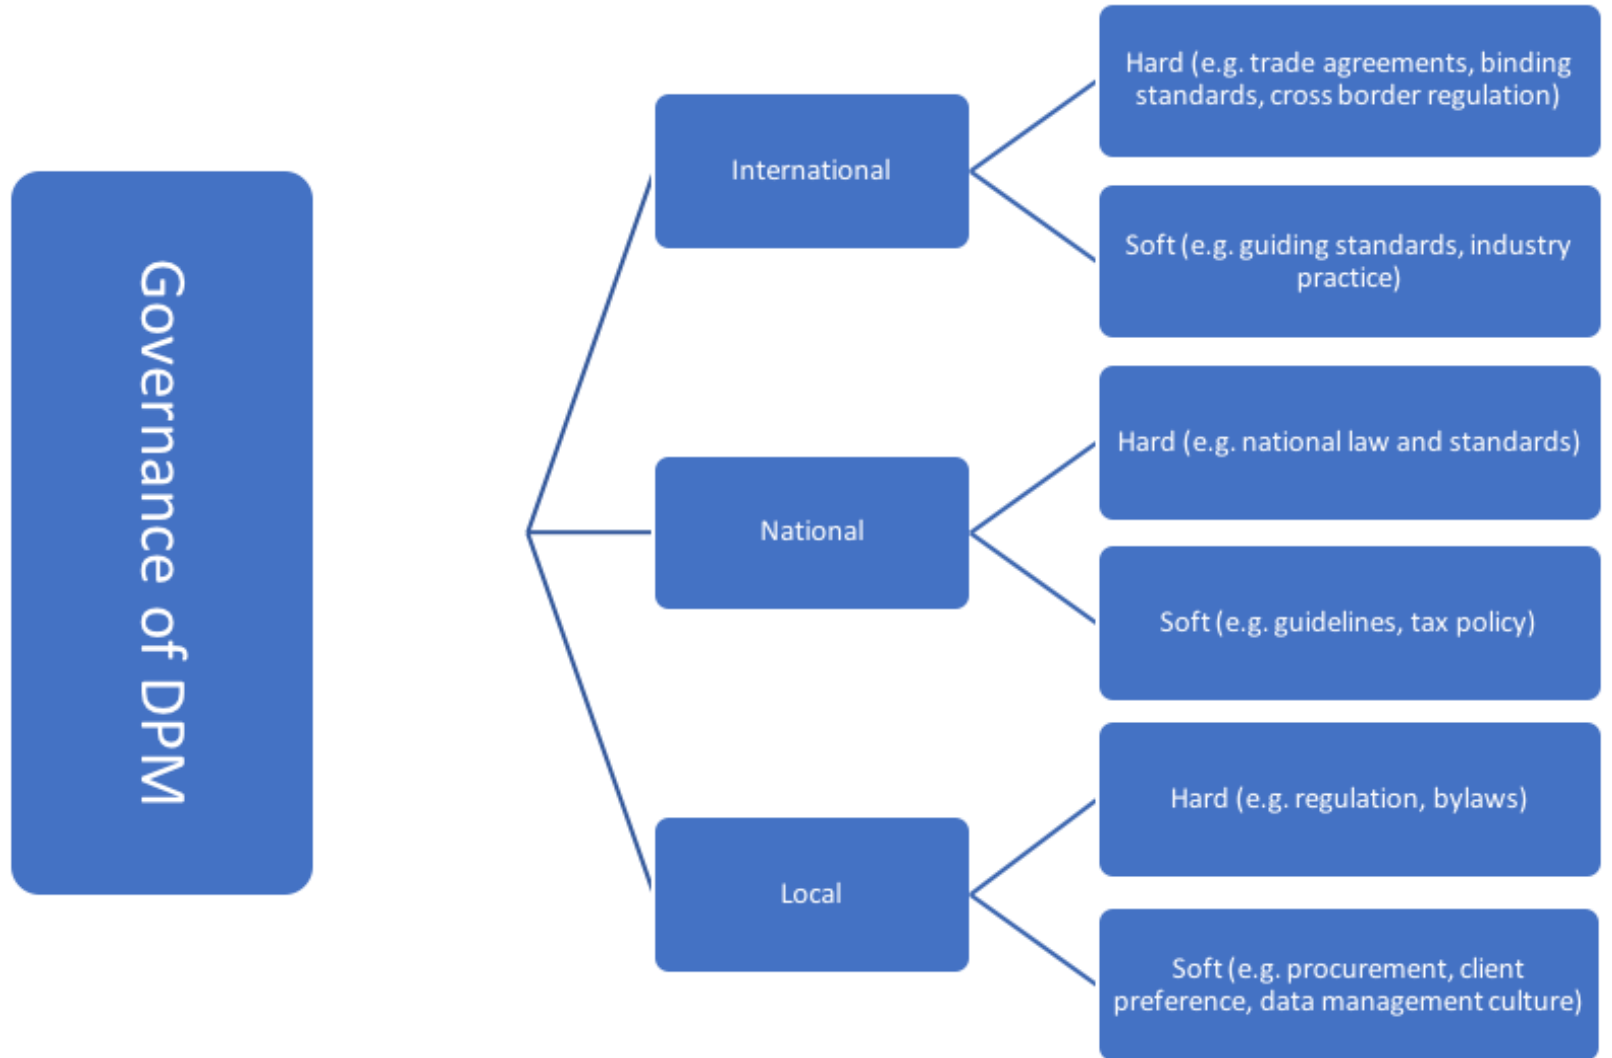 Governance of DPM
International
Hard (e.g. trade agreements, binding
standards, cross border regulation)
Soft (e.g. guiding standards, industry
practice)
National
Hard (e.g. national law and standards)
Soft (e.g. guidelines, tax policy)
Local
Hard (e.g. regulation, bylaws)
Soft (e.g. procurement, client
preference, data management culture)